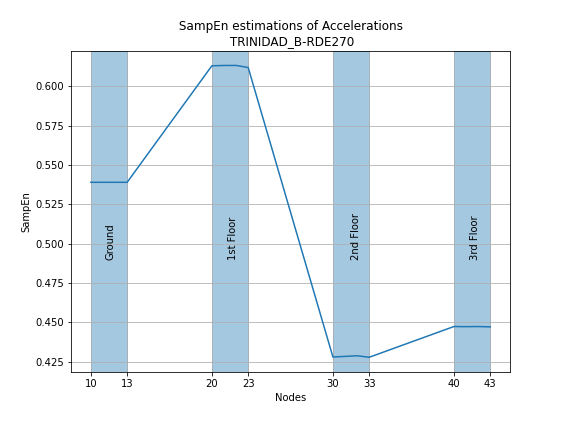 SampEn estimations of Accelerations
TRINIDAD_B-RDE270
SampEn
0.600
0.575
0.550
0.525
0.500
0.475
0.450
0.425
Ground
1st Floor
2nd Floor
3rd Floor
10 13 20 23 30 33 40 43
Nodes